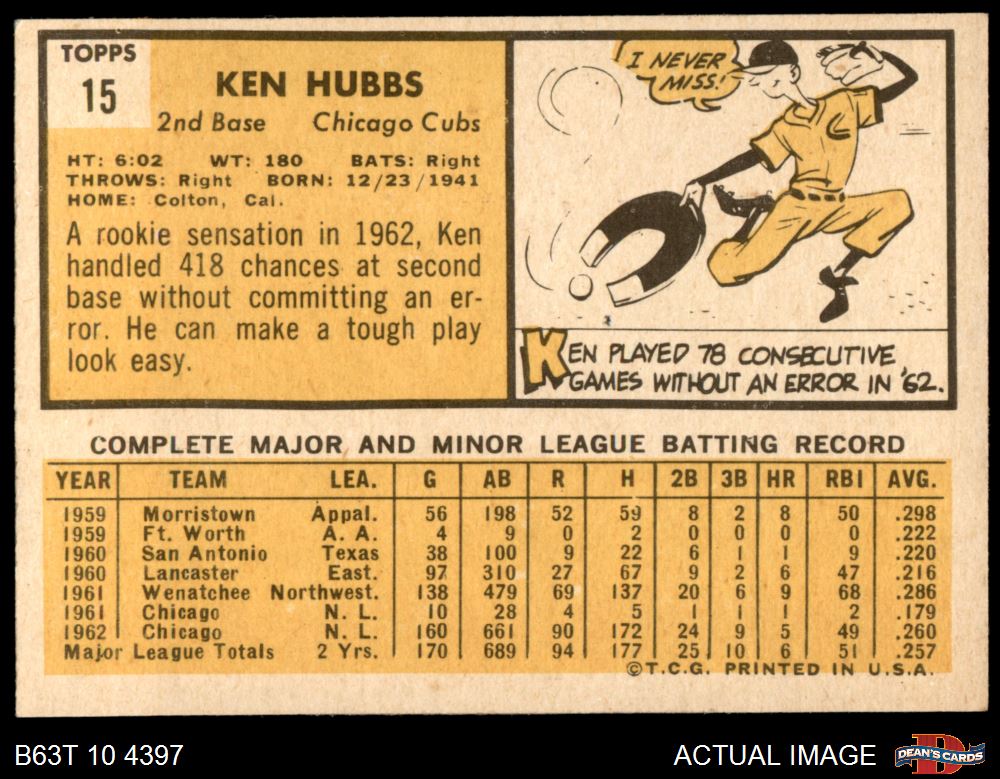 TOPPS
15
KEN HUBBS
2nd Base Chicago Cubs
HT: 6:02 WT: 180 BATS: Right
THROWS: Right BORN: 12/23/1941
HOME: Colton, Cal.
A rookie sensation in 1962, Ken
handled 418 chances at second
base without committing an er-
ror. He can make a tough play
look easy.
I NEVER
MISS!
KEN PLAYED 78 CONSECUTIVE
GAMES WITHOUT AN ERROR IN '62.
COMPLETE MAJOR AND MINOR LEAGUE BATTING RECORD
YEAR TEAM LEA. G AB R H 2B 3B HR RBI AVG.
1959 Morristown Appal. 56 198 52 59 8 2 8 50 .298
1959 Ft. Worth A. A. 4 9 0 2 0 0 0 0 .222
1960 San Antonio Texas 38 100 9 22 6 1 1 9 .220
1960 Lancaster East. 97 310 27 67 9 2 6 47 .216
1961 Wenatchee Northwest. 138 479 69 137 20 6 9 68 .286
1961 Chicago N. L. 10 28 4 5 1 1 1 2 .179
1962 Chicago N. L. 160 661 90 172 24 9 5 49 .260
Major League Totals 2 Yrs. 170 689 94 177 25 10 6 51 .257
©T.C.G. PRINTED IN U.S.A.
B63T 10 4397 ACTUAL IMAGE DEAN'S CARDS